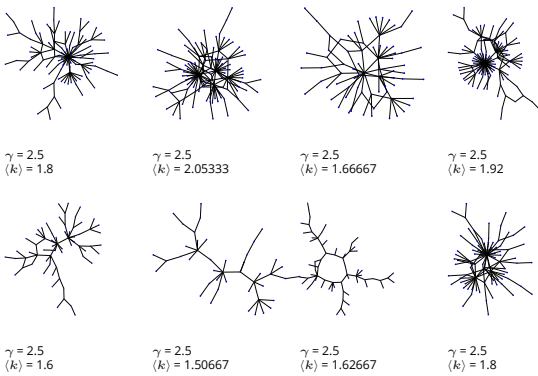 γ = 2.5
⟨k⟩ = 1.8
γ = 2.5
⟨k⟩ = 2.05333
γ = 2.5
⟨k⟩ = 1.66667
γ = 2.5
⟨k⟩ = 1.92
γ = 2.5
⟨k⟩ = 1.6
γ = 2.5
⟨k⟩ = 1.50667
γ = 2.5
⟨k⟩ = 1.62667
γ = 2.5
⟨k⟩ = 1.8